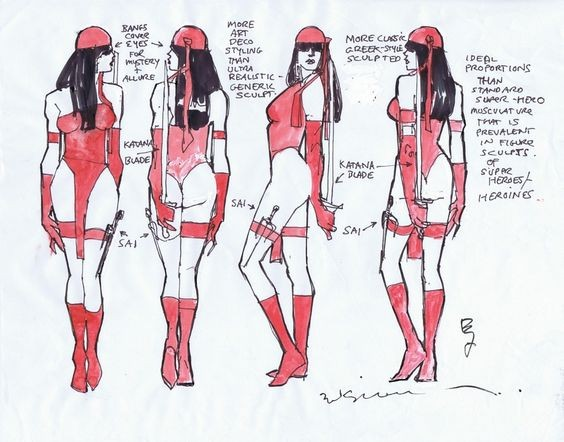 BANGS
COVER
EYES
FOR
MYSTERY
+
ALLURE
MORE
ART
DECO
STYLING
THAN
ULTRA
REALISTIC-
GENERIC
SCULPT.
MORE CLASSIC
GREEK-STYLE
SCULPTED
IDEAL
PROPORTIONS
THAN
STANDARD
SUPER-HERO
MUSCULATURE
THAT IS
PREVALENT
IN FIGURE
SCULPTS.
OF
SUPER
HEROES/
HEROINES
KATANA
BLADE
KATANA
BLADE
SAI
SAI
SAI